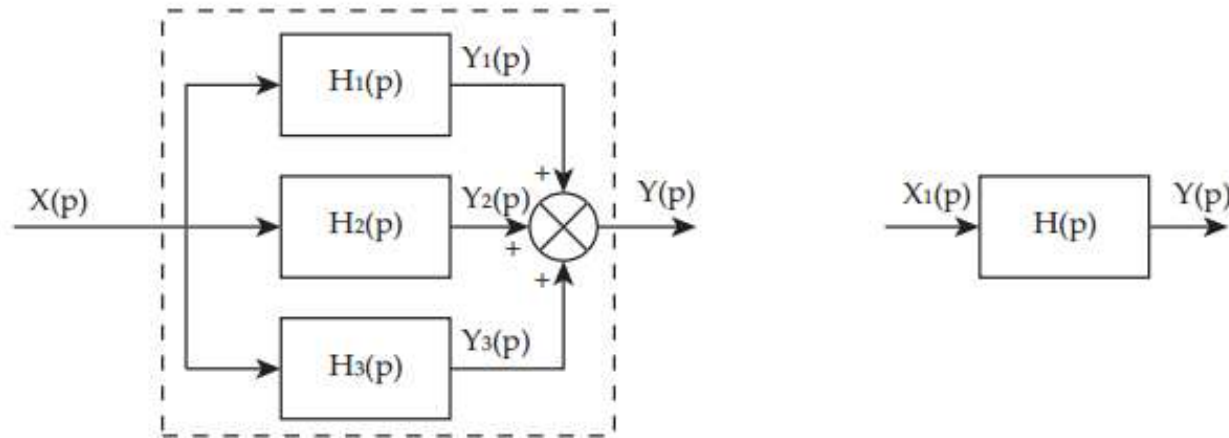 Y1(p)
H1(p)
+
X(p)
Y2(p)
Y(p)
H2(p)
+
+
Y3(p)
H3(p)
X1(p)
Y(p)
H(p)